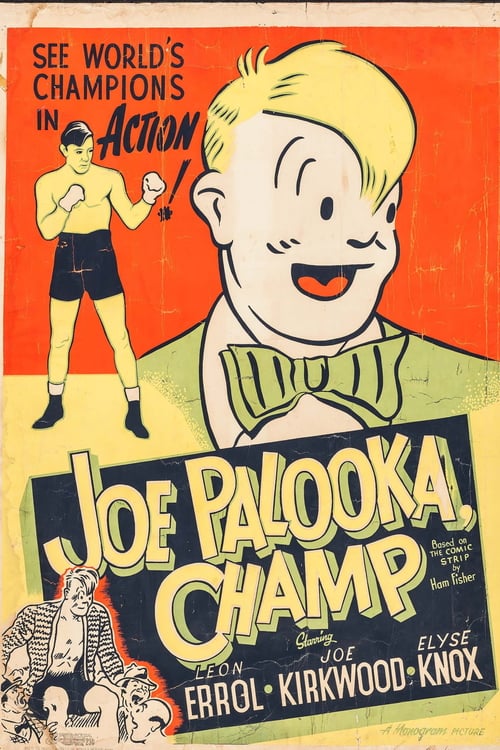 SEE WORLD'S
CHAMPIONS
IN ACTION!
JOE PALOOKA,
CHAMP
Based on
THE COMIC
STRIP
by
Ham Fisher
Starring
LEON
ERROL • JOE
KIRKWOOD • ELYSE
KNOX
A Monogram PICTURE